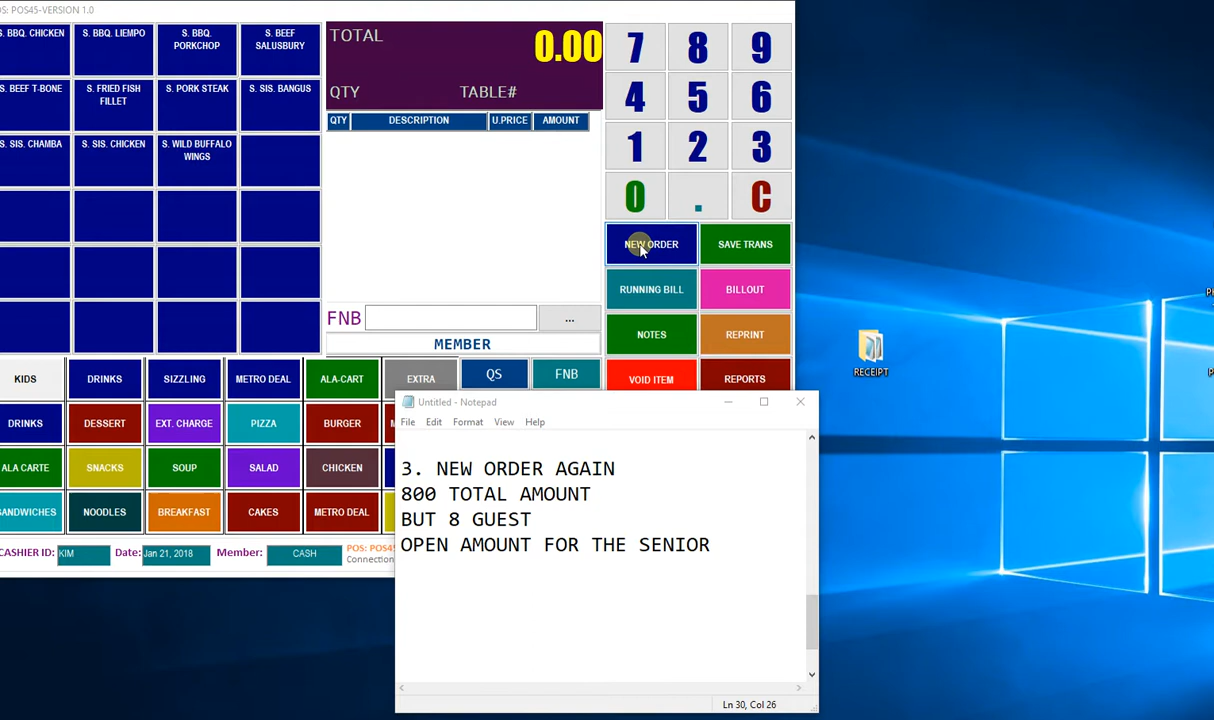 POS: POS45-VERSION 1.0
S. BBQ. CHICKEN
S. BBQ. LIEMPO
S. BBQ.
PORKCHOP
S. BEEF
SALUSBURY
S. BEEF T-BONE
S. FRIED FISH
FILLET
S. PORK STEAK
S. SIS. BANGUS
S. SIS. CHAMBA
S. SIS. CHICKEN
S. WILD BUFFALO
WINGS
TOTAL
0.00
QTY
TABLE#
QTY
DESCRIPTION
U.PRICE
AMOUNT
7
8
9
4
5
6
1
2
3
0
.
C
NEW ORDER
SAVE TRANS
RUNNING BILL
BILLOUT
NOTES
REPRINT
VOID ITEM
REPORTS
FNB
...
MEMBER
KIDS
DRINKS
SIZZLING
METRO DEAL
ALA-CART
EXTRA
QS
FNB
DRINKS
DESSERT
EXT. CHARGE
PIZZA
BURGER
ALA CARTE
SNACKS
SOUP
SALAD
CHICKEN
SANDWICHES
NOODLES
BREAKFAST
CAKES
METRO DEAL
CASHIER ID:
KIM
Date:
Jan 21, 2018
Member:
CASH
POS: POS45
Connection
Untitled - Notepad
File
Edit
Format
View
Help
3. NEW ORDER AGAIN
800 TOTAL AMOUNT
BUT 8 GUEST
OPEN AMOUNT FOR THE SENIOR
Ln 30, Col 26
RECEIPT